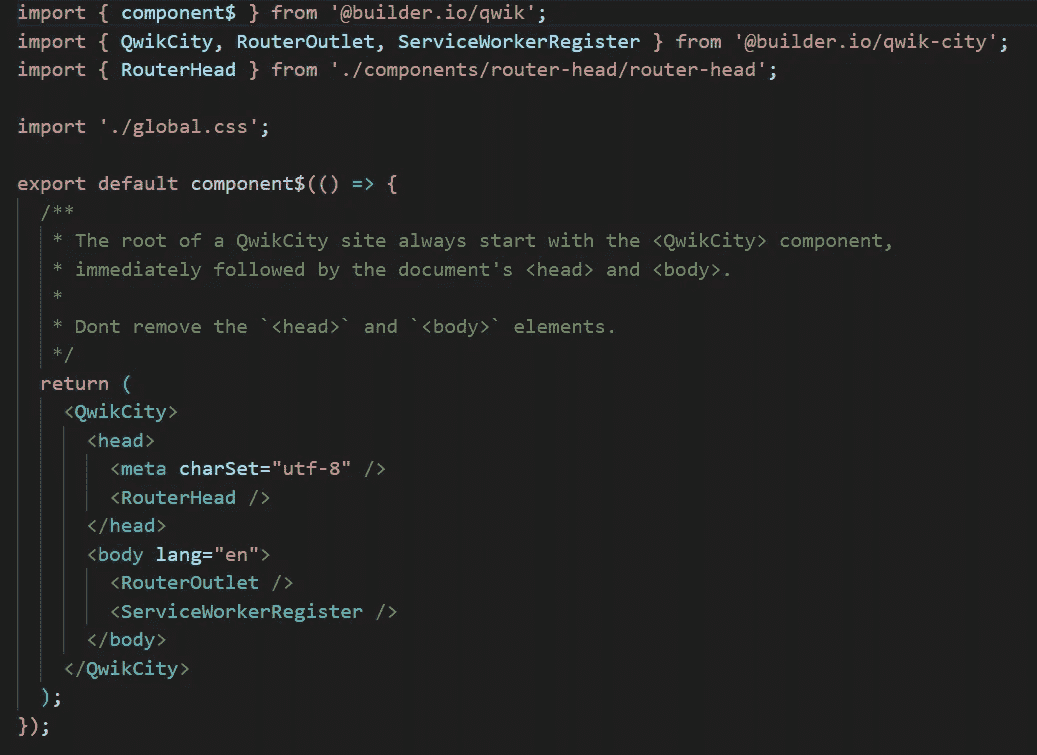 import { component$ } from '@builder.io/qwik';
import { QwikCity, RouterOutlet, ServiceWorkerRegister } from '@builder.io/qwik-city';
import { RouterHead } from './components/router-head/router-head';

import './global.css';

export default component$(() => {
  /**
   * The root of a QwikCity site always start with the <QwikCity> component,
   * immediately followed by the document's <head> and <body>.
   *
   * Dont remove the `<head>` and `<body>` elements.
   */
  return (
    <QwikCity>
      <head>
        <meta charSet="utf-8" />
        <RouterHead />
      </head>
      <body lang="en">
        <RouterOutlet />
        <ServiceWorkerRegister />
      </body>
    </QwikCity>
  );
});